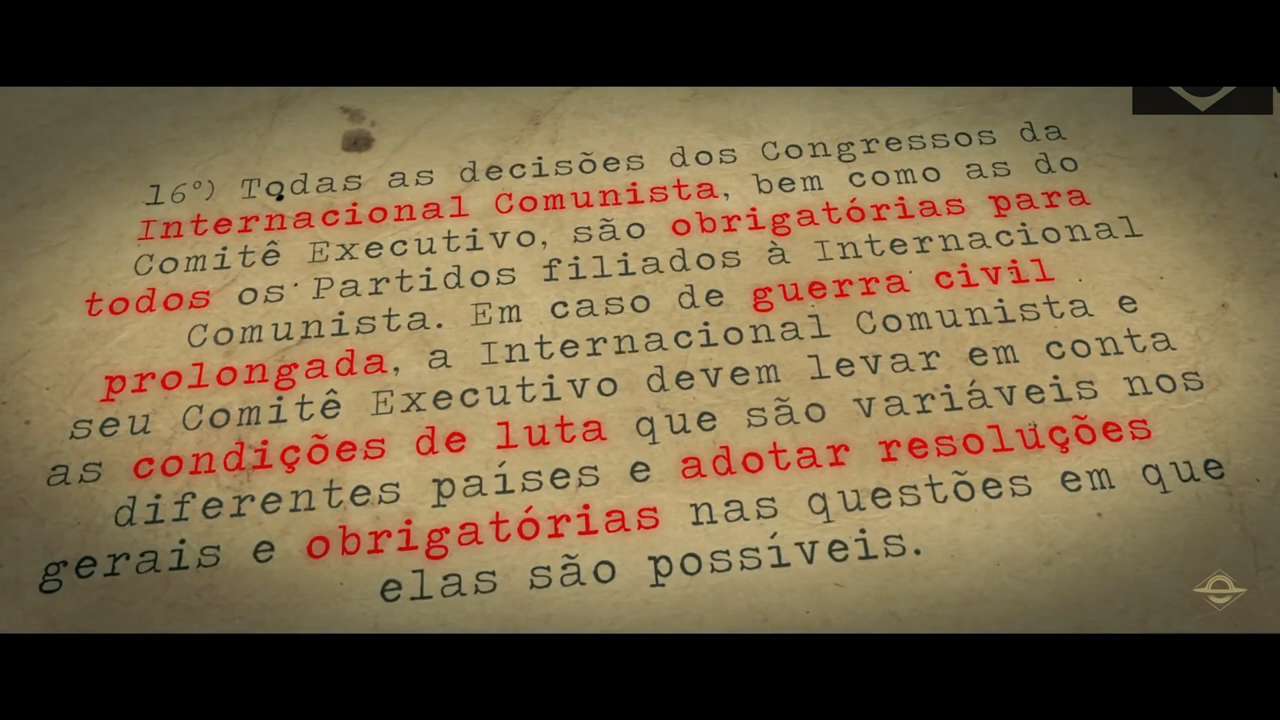 16º) Todas as decisões dos Congressos da
Internacional Comunista, bem como as do
Comitê Executivo, são obrigatórias para
todos os Partidos filiados à Internacional
Comunista. Em caso de guerra civil
prolongada, a Internacional Comunista e
seu Comitê Executivo devem levar em conta
as condições de luta que são variáveis nos
diferentes países e adotar resoluções
gerais e obrigatórias nas questões em que
elas são possíveis.